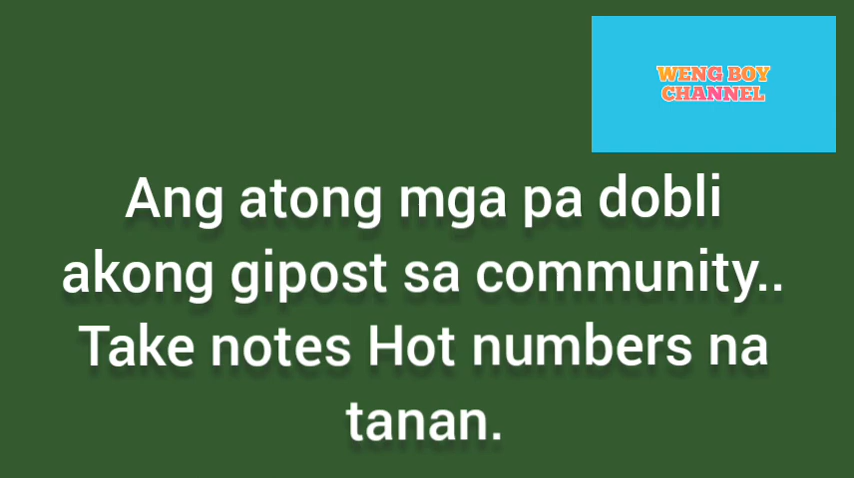 WENG BOY
CHANNEL
Ang atong mga pa dobli
akong gipost sa community..
Take notes Hot numbers na
tanan.